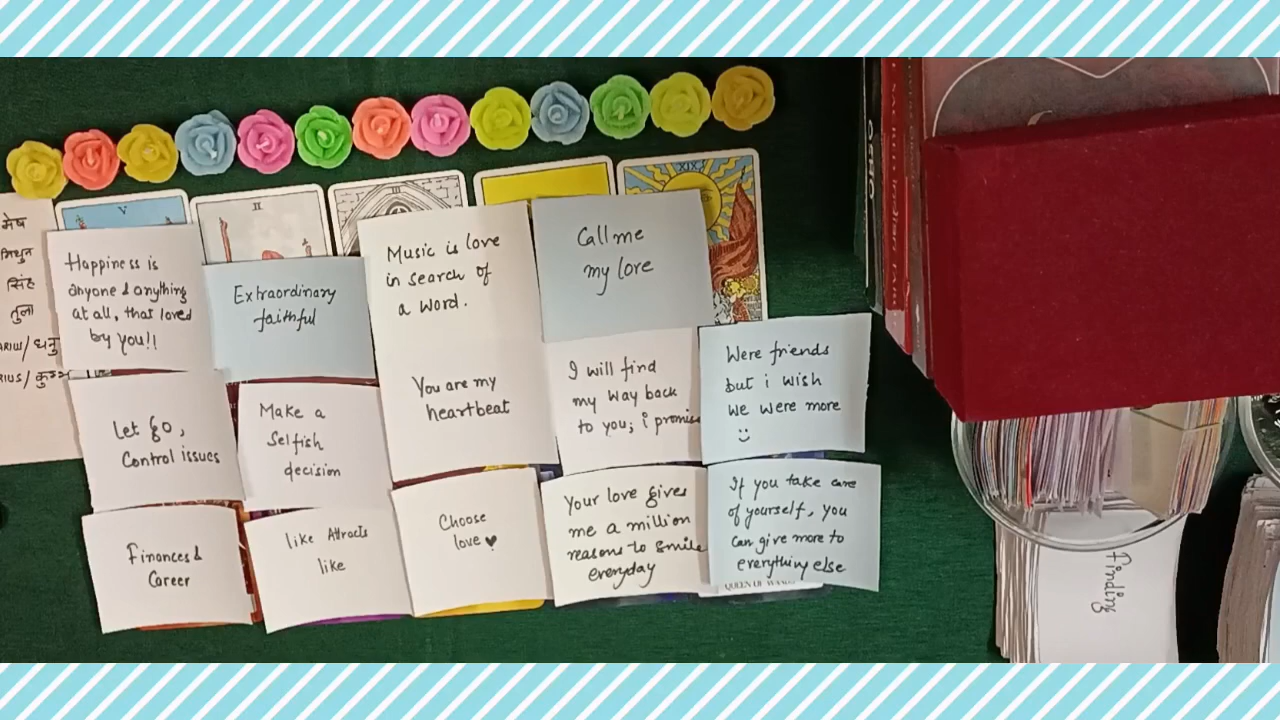 XIX
V
II
III
मेष
मिथुन
सिंह
तुला
ARIUS/ धनु
RIUS/ कुम्भ
Happiness is
anyone & anything
at all, that loved
by you!!
Extraordinary
faithful
Music is love
in search of
a word.
You are my
heartbeat
Call me
my love
Let go,
Control issues
Make a
Selfish
decision
I will find
my way back
to you; i promise
Were friends
but i wish
we were more
Finances &
Career
like Attracts
like
Choose
love ♥
Your love gives
me a million
reasons to smile
everyday
If you take care
of yourself, you
can give more to
everything else
QUEEN OF WANDS
OSHO
Finding